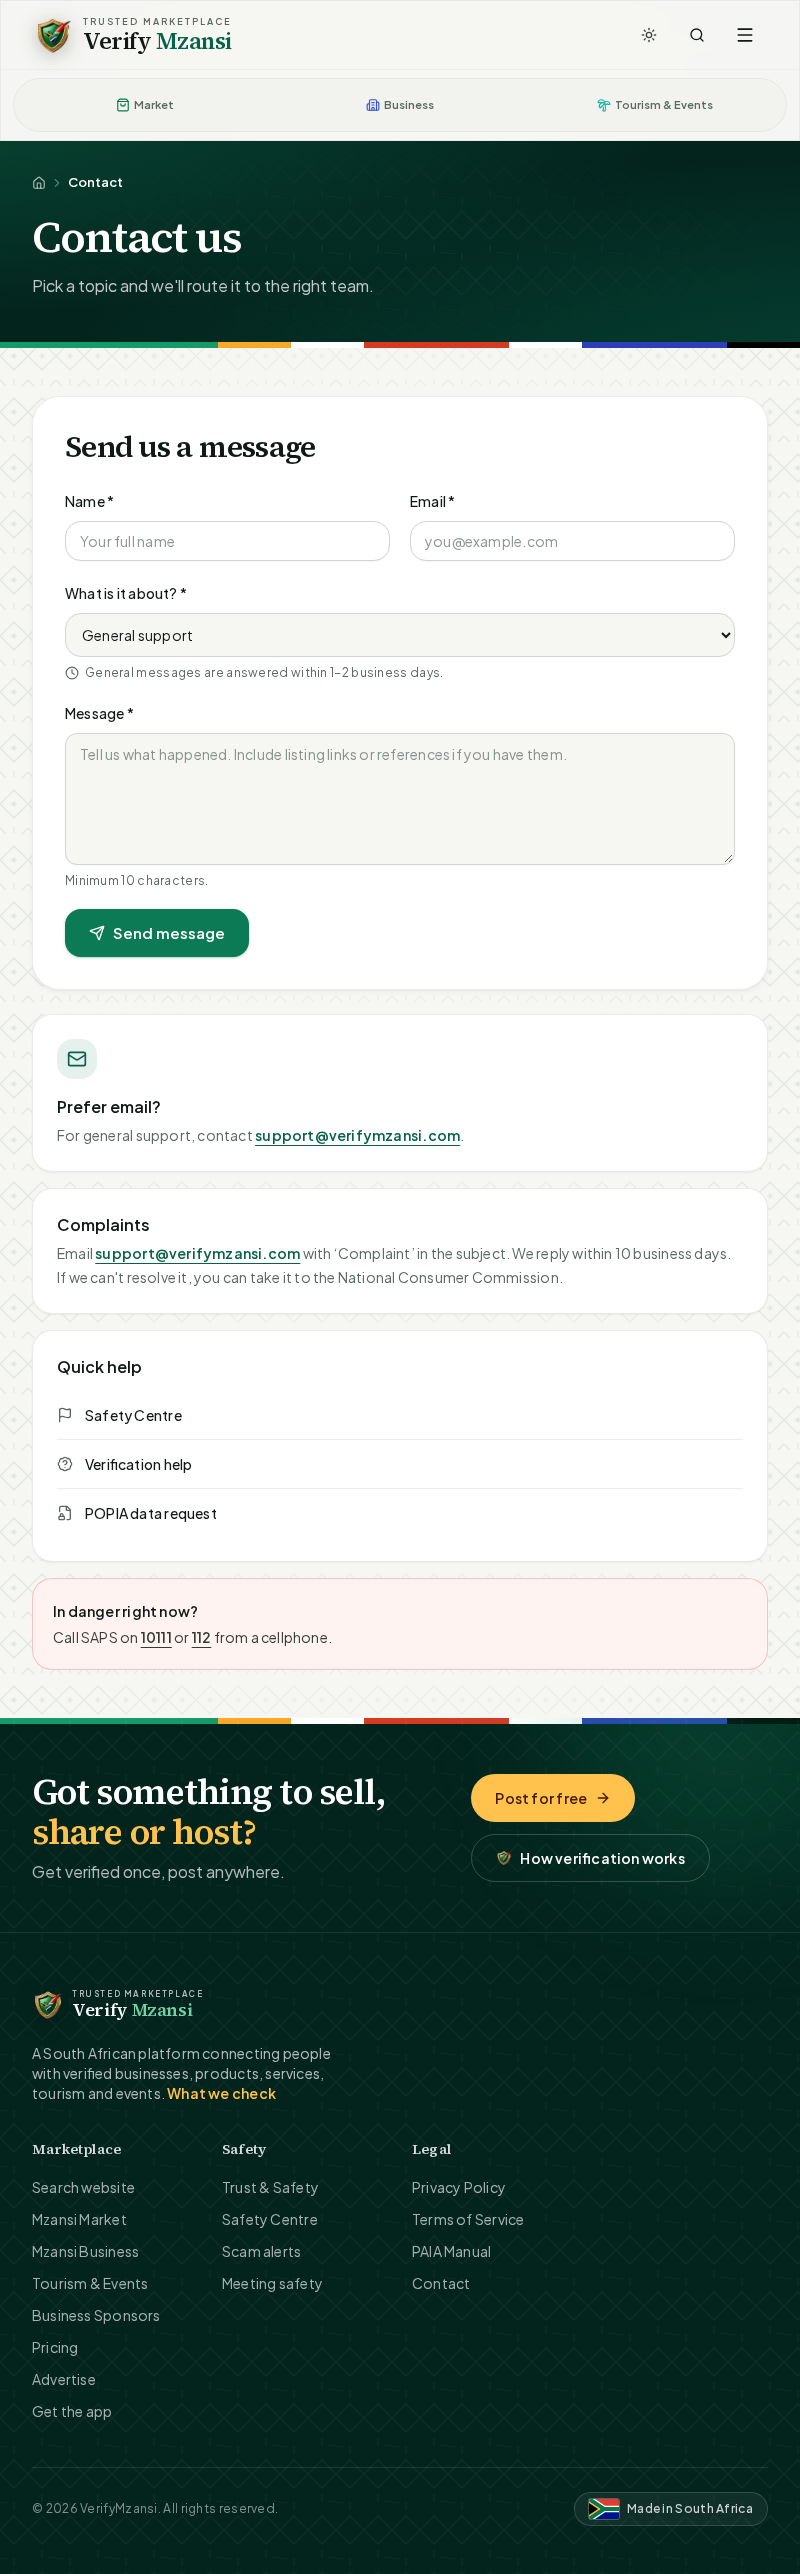 TRUSTED MARKETPLACE
Verify Mzansi
Market
Business
Tourism & Events
Contact
Contact us
Pick a topic and we'll route it to the right team.
Send us a message
Name *
Email *
Your full name
you@example.com
What is it about? *
General support
General messages are answered within 1–2 business days.
Message *
Tell us what happened. Include listing links or references if you have them.
Minimum 10 characters.
Send message
Prefer email?
For general support, contact support@verifymzansi.com.
Complaints
Email support@verifymzansi.com with ‘Complaint’ in the subject. We reply within 10 business days.
If we can't resolve it, you can take it to the National Consumer Commission.
Quick help
Safety Centre
Verification help
POPIA data request
In danger right now?
Call SAPS on 10111 or 112 from a cellphone.
Got something to sell,
share or host?
Get verified once, post anywhere.
Post for free
How verification works
TRUSTED MARKETPLACE
Verify Mzansi
A South African platform connecting people
with verified businesses, products, services,
tourism and events. What we check
Marketplace
Search website
Mzansi Market
Mzansi Business
Tourism & Events
Business Sponsors
Pricing
Advertise
Get the app
Safety
Trust & Safety
Safety Centre
Scam alerts
Meeting safety
Legal
Privacy Policy
Terms of Service
PAIA Manual
Contact
© 2026 VerifyMzansi. All rights reserved.
Made in South Africa